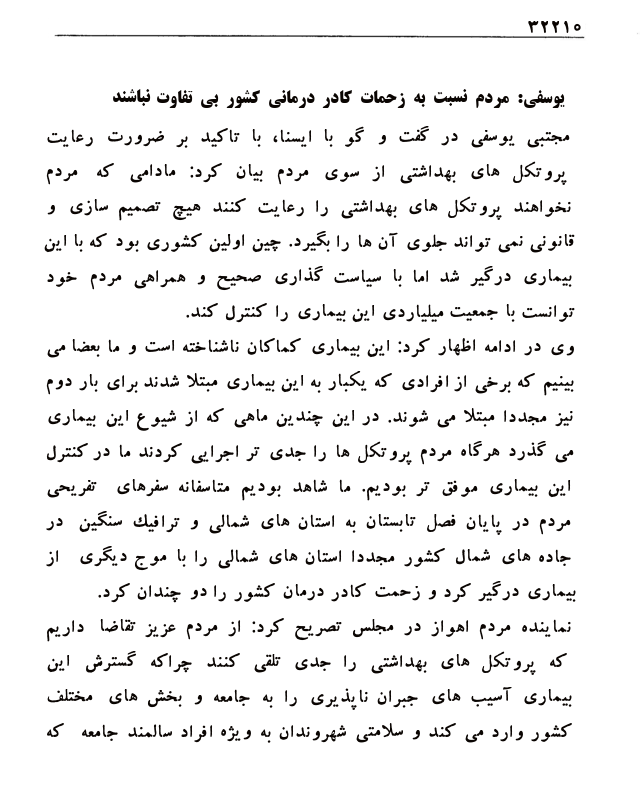 ۳۲۲۱۰
یوسفی: مردم نسبت به زحمات کادر درمانی کشور بی تفاوت نباشند
مجتبی یوسفی در گفت و گو با ایسنا، با تاکید بر ضرورت رعایت
پروتکل های بهداشتی از سوی مردم بیان کرد: مادامی که مردم
نخواهند پروتکل های بهداشتی را رعایت کنند هیچ تصمیم سازی و
قانونی نمی تواند جلوی آن ها را بگیرد. چین اولین کشوری بود که با این
بیماری درگیر شد اما با سیاست گذاری صحیح و همراهی مردم خود
توانست با جمعیت میلیاردی این بیماری را کنترل کند.
وی در ادامه اظهار کرد: این بیماری کماکان ناشناخته است و ما بعضا می
بینیم که برخی از افرادی که یکبار به این بیماری مبتلا شدند برای بار دوم
نیز مجددا مبتلا می شوند. در این چندین ماهی که از شیوع این بیماری
می گذرد هرگاه مردم پروتکل ها را جدی تر اجرایی کردند ما در کنترل
این بیماری موفق تر بودیم. ما شاهد بودیم متاسفانه سفرهای تفریحی
مردم در پایان فصل تابستان به استان های شمالی و ترافیک سنگین در
جاده های شمال کشور مجددا استان های شمالی را با موج دیگری از
بیماری درگیر کرد و زحمت کادر درمان کشور را دو چندان کرد.
نماینده مردم اهواز در مجلس تصریح کرد: از مردم عزیز تقاضا داریم
که پروتکل های بهداشتی را جدی تلقی کنند چراکه گسترش این
بیماری آسیب های جبران ناپذیری را به جامعه و بخش های مختلف
کشور وارد می کند و سلامتی شهروندان به ویژه افراد سالمند جامعه که